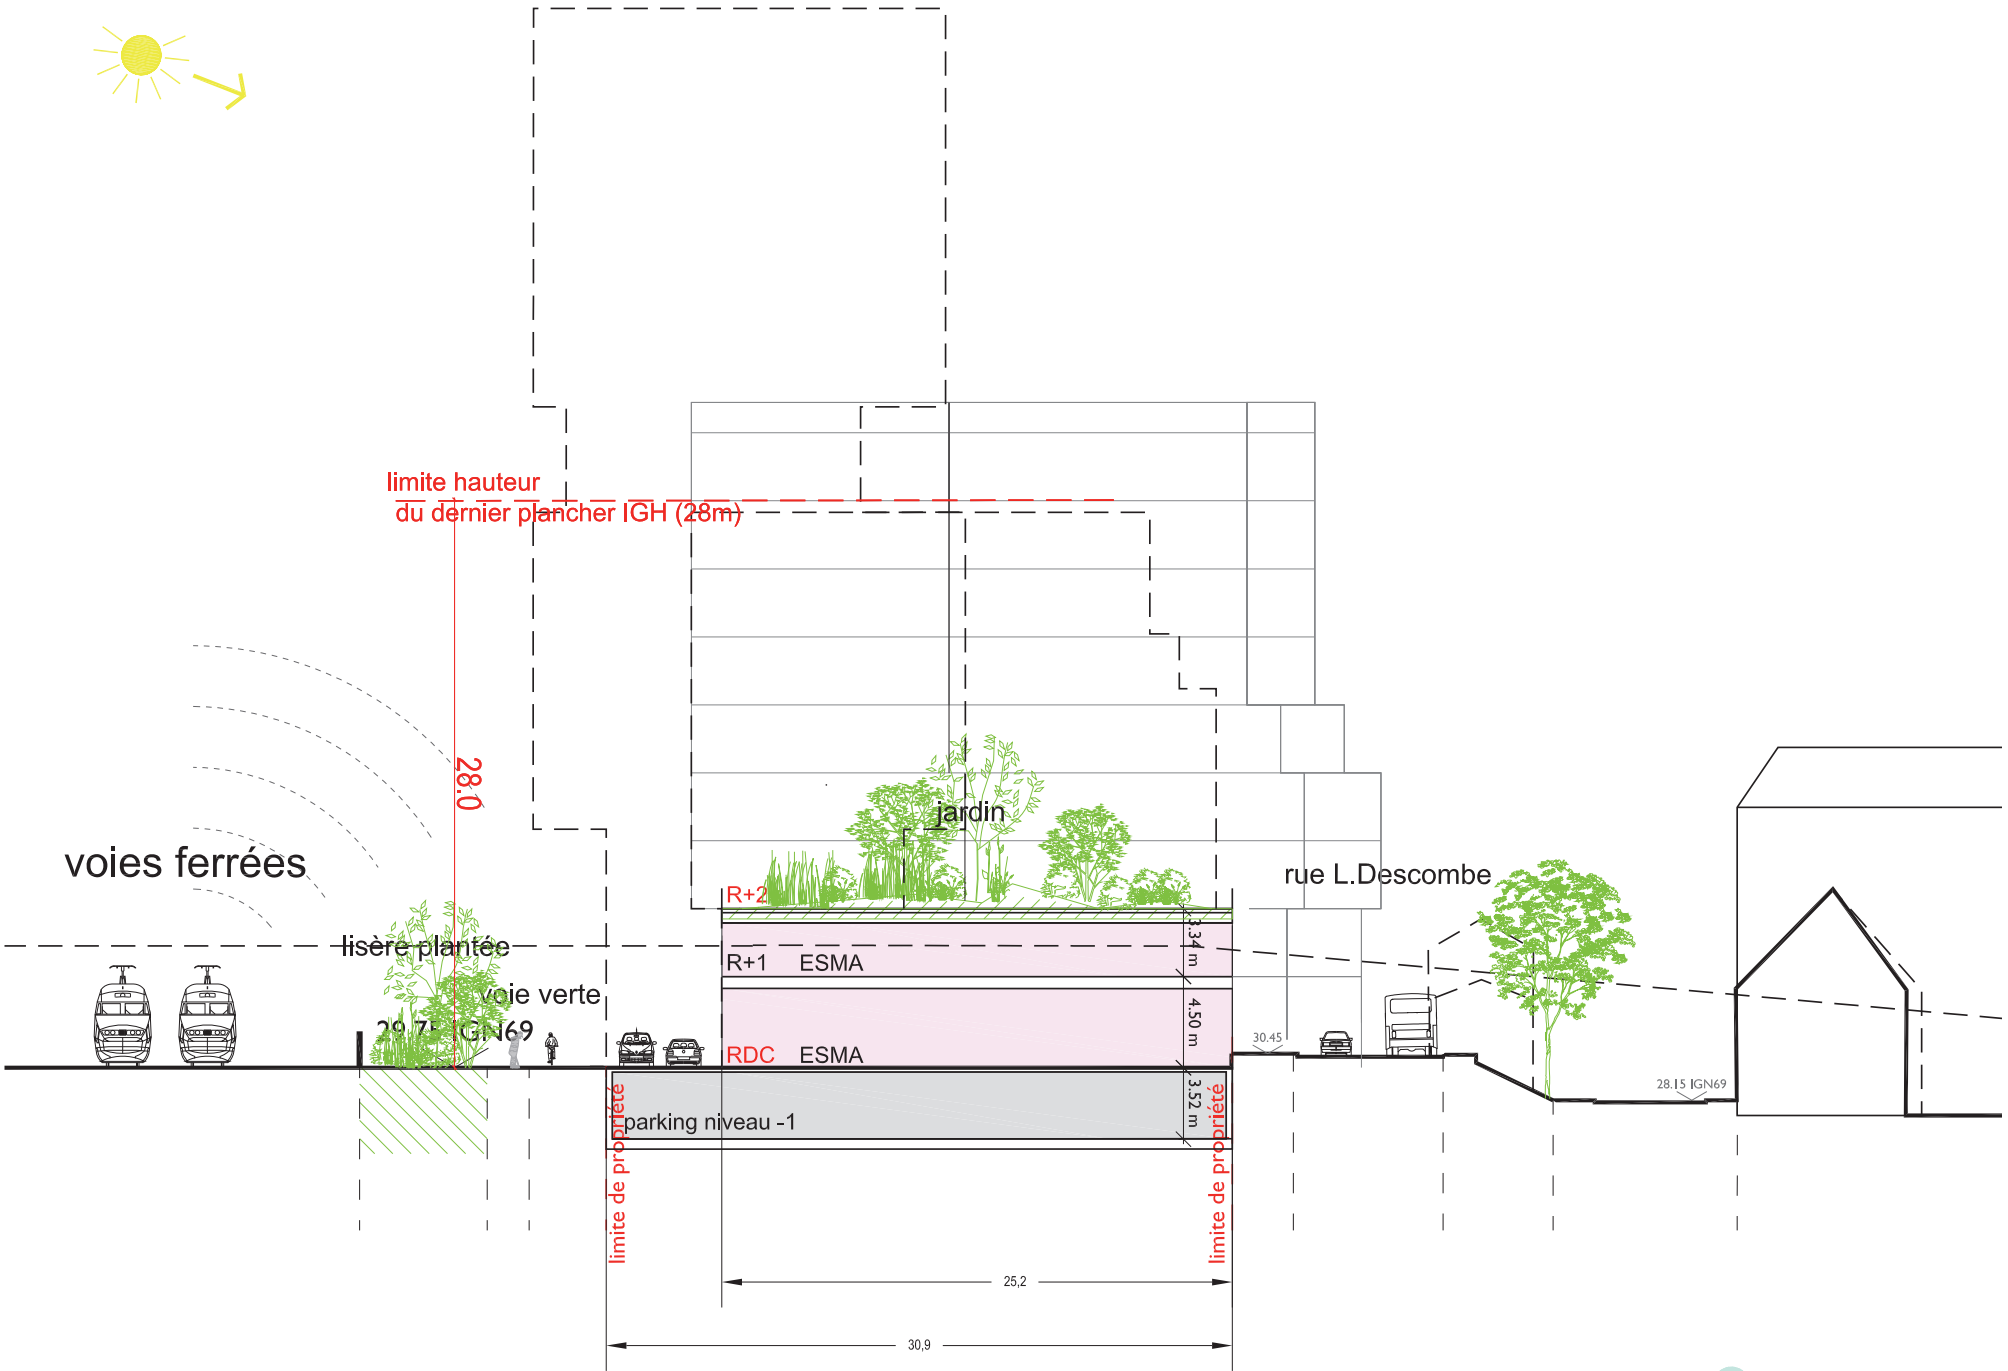 limite hauteur
du dernier plancher IGH (28m)
28.0
voies ferrées
jardin
rue L.Descombe
R+2
3.34 m
lisère plantée
R+1 ESMA
voie verte
29.75 IGN69
4.50 m
30.45
RDC ESMA
28.15 IGN69
3.52 m
parking niveau -1
limite de propriété
limite de propriété
25,2
30,9